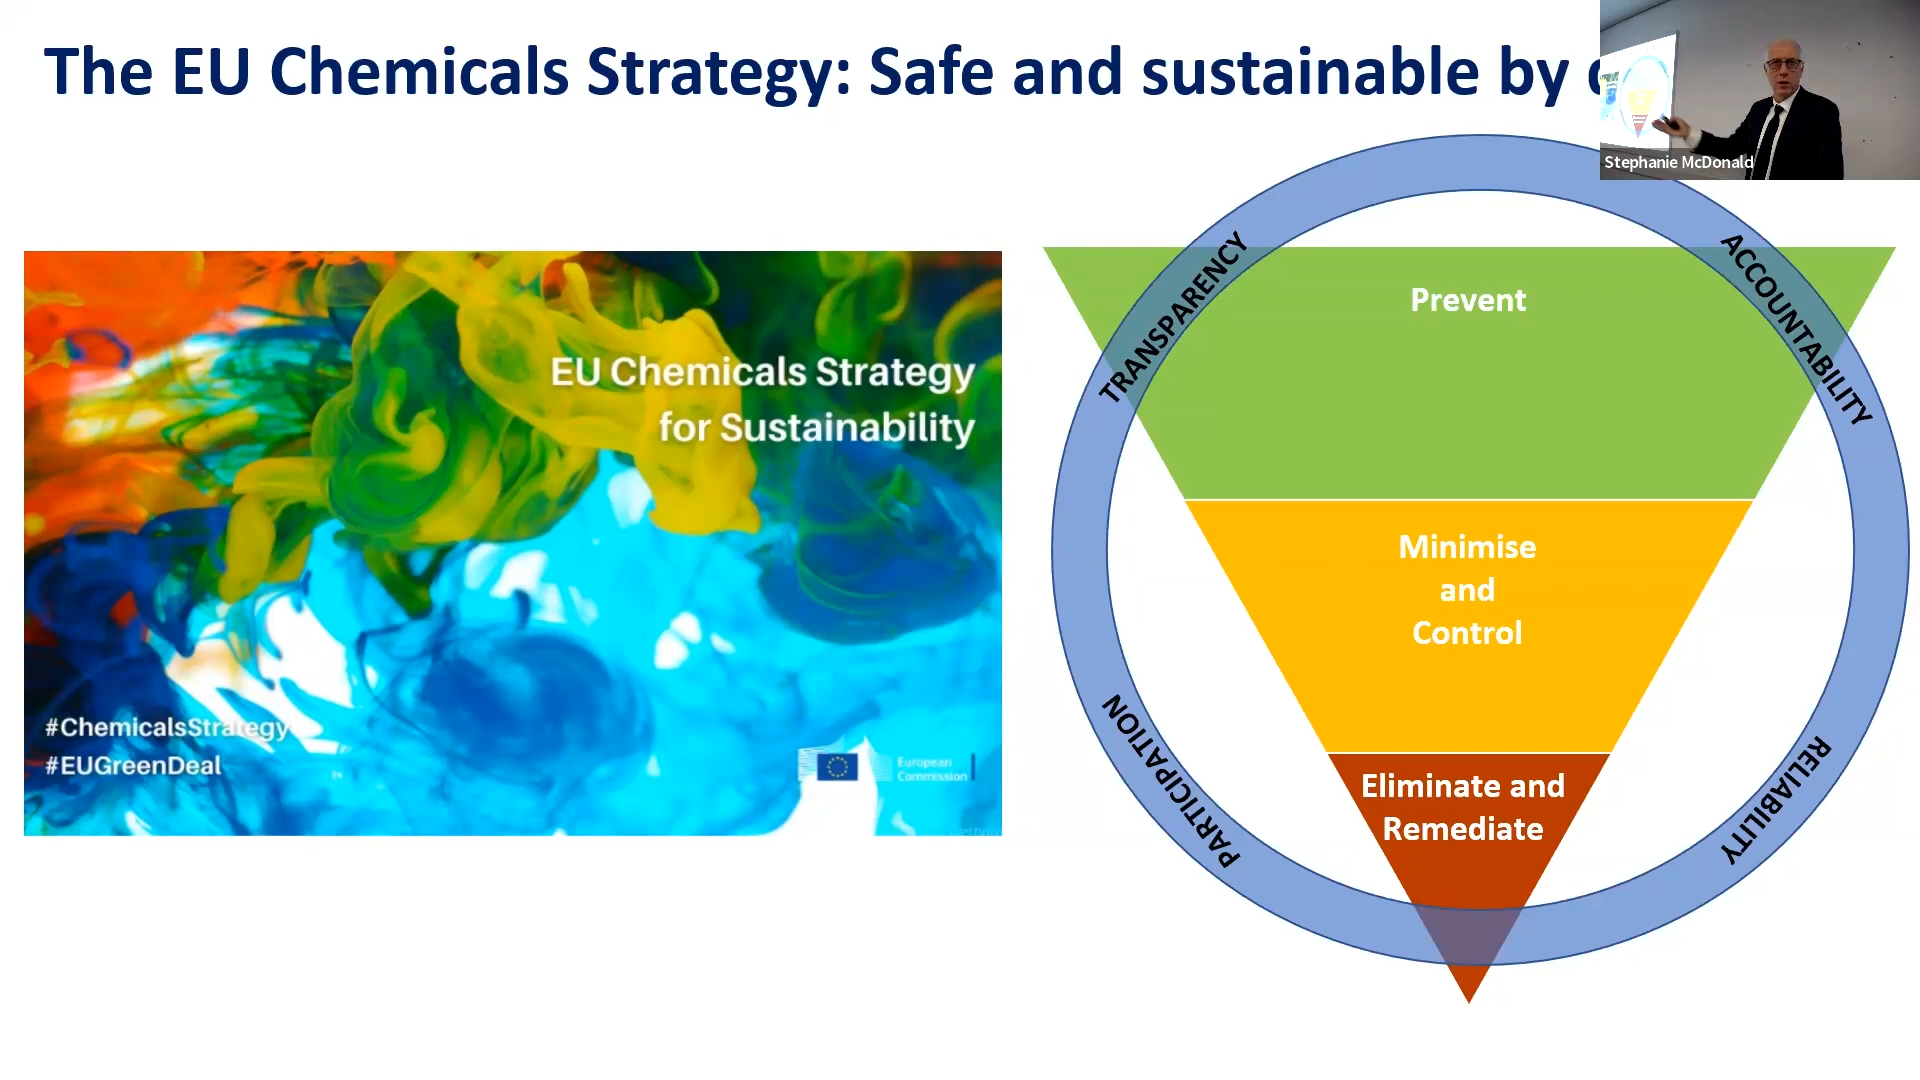 The EU Chemicals Strategy: Safe and sustainable by
Stephanie McDonald
EU Chemicals Strategy
for Sustainability
#ChemicalsStrategy
#EUGreenDeal
European
Commission
TRANSPARENCY
ACCOUNTABILITY
Prevent
Minimise
and
Control
Eliminate and
Remediate
PARTICIPATION
RELIABILITY